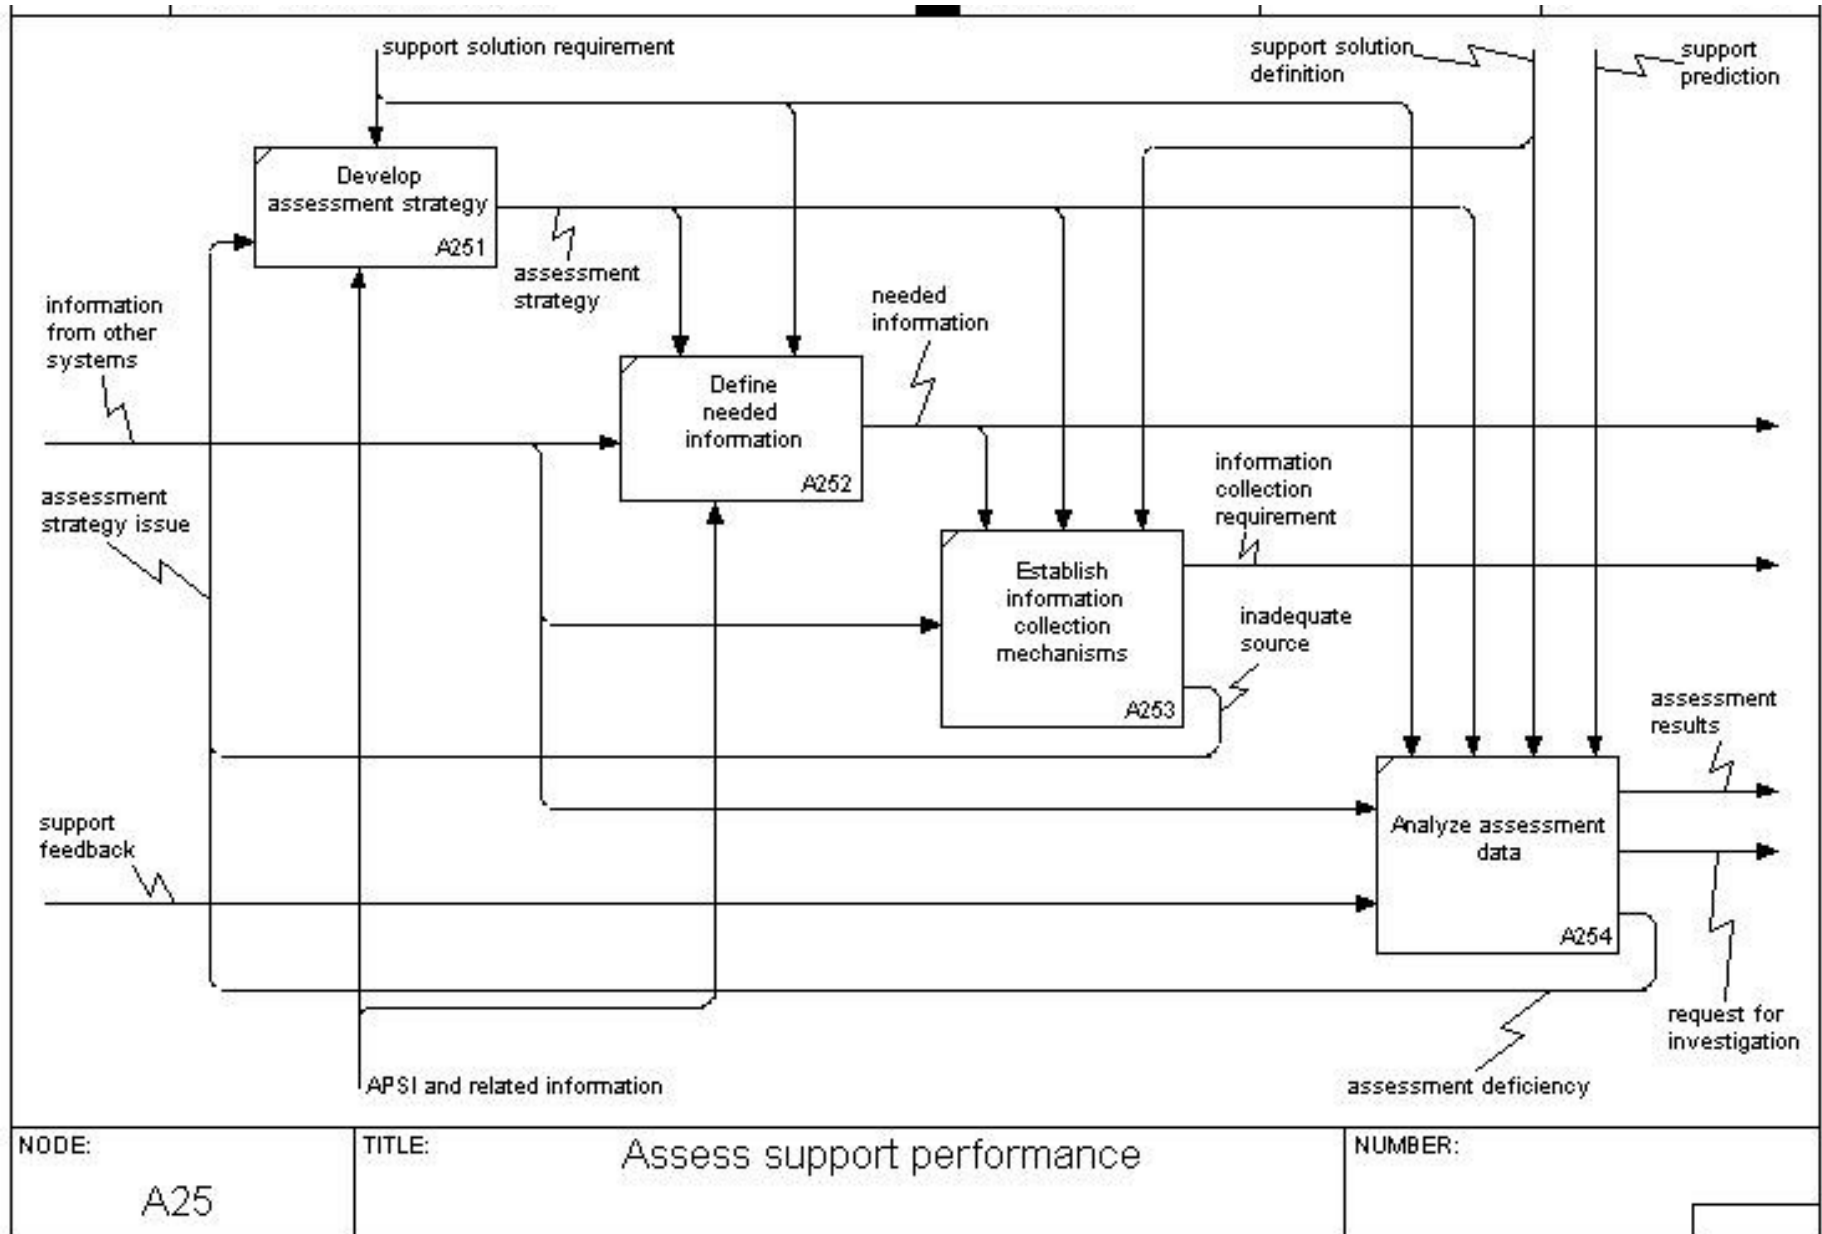 support solution requirement
support solution
definition
support
prediction
Develop
assessment strategy
A251
assessment
strategy
information
from other
systems
needed
information
Define
needed
information
A252
assessment
strategy issue
information
collection
requirement
Establish
information
collection
mechanisms
A253
inadequate
source
assessment
results
support
feedback
Analyze assessment
data
A254
request for
investigation
APSI and related information
assessment deficiency
NODE:
A25
TITLE:
Assess support performance
NUMBER: